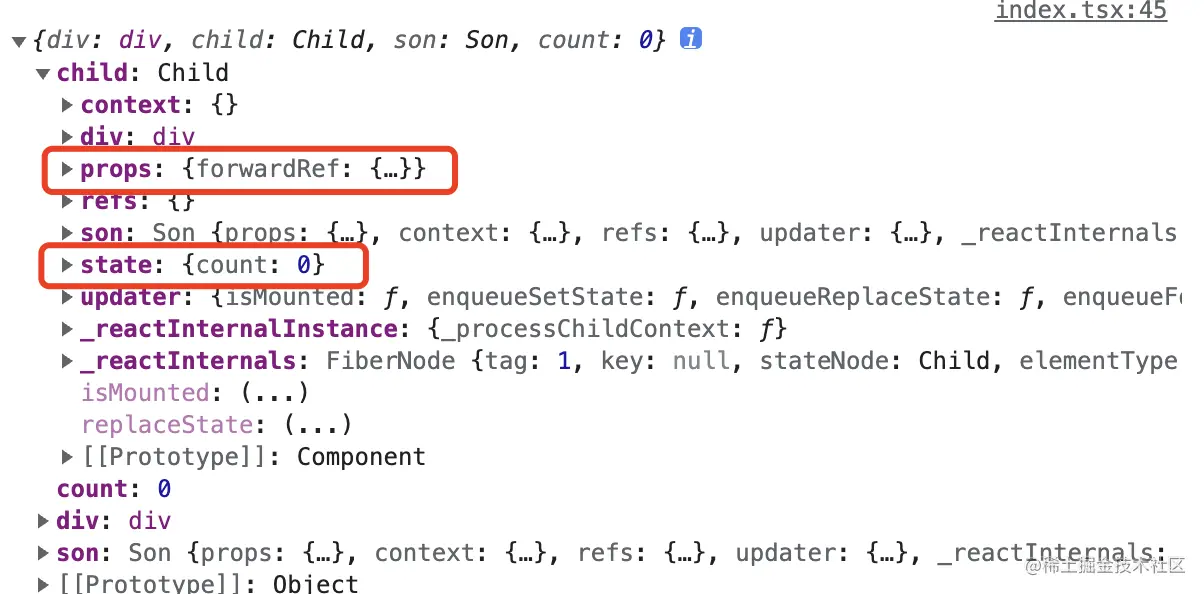 index.tsx:45
▼{div: div, child: Child, son: Son, count: 0} i
▼child: Child
▶context: {}
▶div: div
▶props: {forwardRef: {…}}
▶refs: {}
▶son: Son {props: {…}, context: {…}, refs: {…}, updater: {…}, _reactInternals
▶state: {count: 0}
▶updater: {isMounted: ƒ, enqueueSetState: ƒ, enqueueReplaceState: ƒ, enqueueFo
▶_reactInternalInstance: {_processChildContext: ƒ}
▶_reactInternals: FiberNode {tag: 1, key: null, stateNode: Child, elementType
isMounted: (...)
replaceState: (...)
▶[[Prototype]]: Component
count: 0
▶div: div
▶son: Son {props: {…}, context: {…}, refs: {…}, updater: {…}, _reactInternals:
@稀土掘金技术社区
▶[[Prototype]]: Object